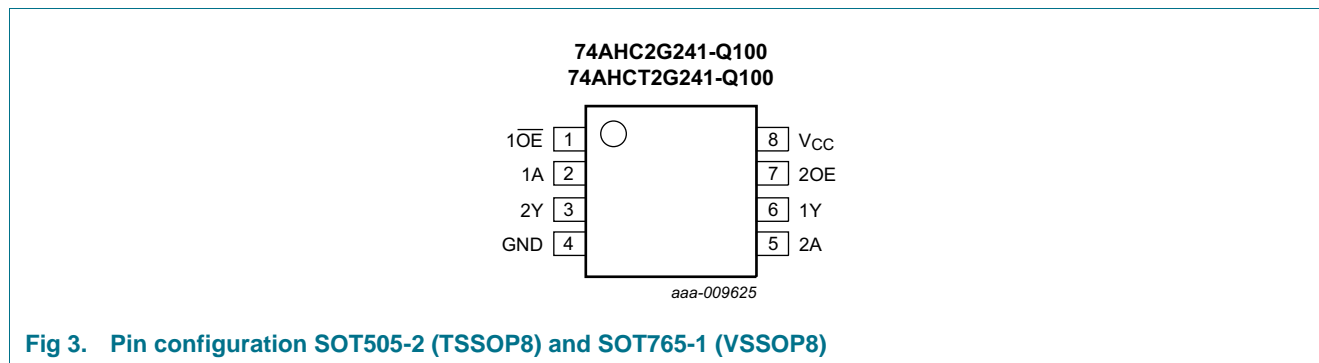 74AHC2G241-Q100
74AHCT2G241-Q100
1O̅E̅ 1 8 VCC
1A 2 7 2OE
2Y 3 6 1Y
GND 4 5 2A
aaa-009625
Fig 3. Pin configuration SOT505-2 (TSSOP8) and SOT765-1 (VSSOP8)